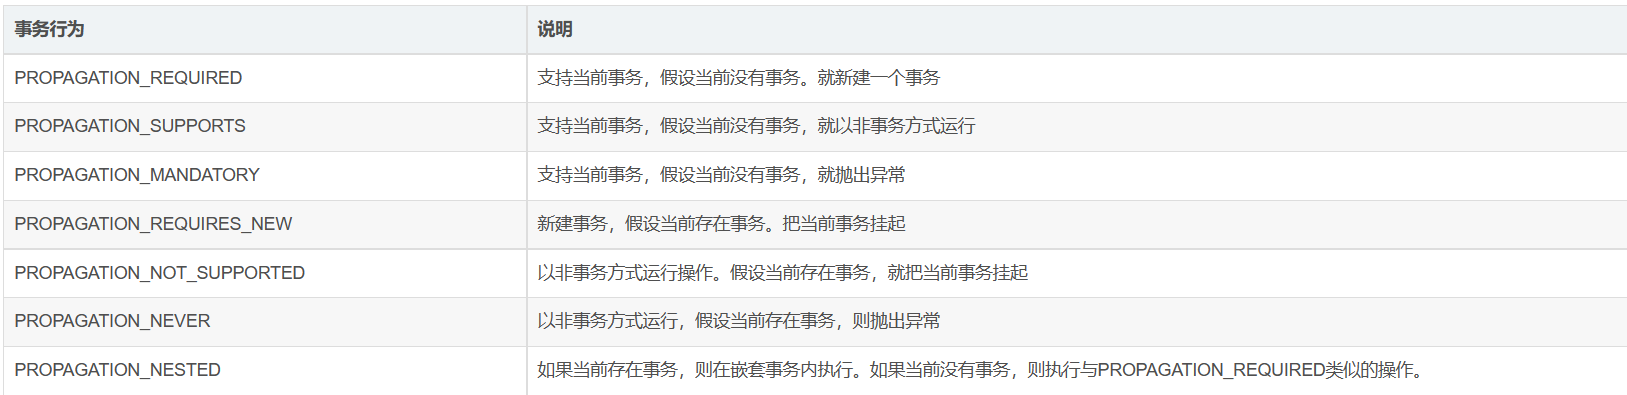 事务行为 说明
PROPAGATION_REQUIRED 支持当前事务，假设当前没有事务。就新建一个事务
PROPAGATION_SUPPORTS 支持当前事务，假设当前没有事务，就以非事务方式运行
PROPAGATION_MANDATORY 支持当前事务，假设当前没有事务，就抛出异常
PROPAGATION_REQUIRES_NEW 新建事务，假设当前存在事务。把当前事务挂起
PROPAGATION_NOT_SUPPORTED 以非事务方式运行操作。假设当前存在事务，就把当前事务挂起
PROPAGATION_NEVER 以非事务方式运行，假设当前存在事务，则抛出异常
PROPAGATION_NESTED 如果当前存在事务，则在嵌套事务内执行。如果当前没有事务，则执行与PROPAGATION_REQUIRED类似的操作。